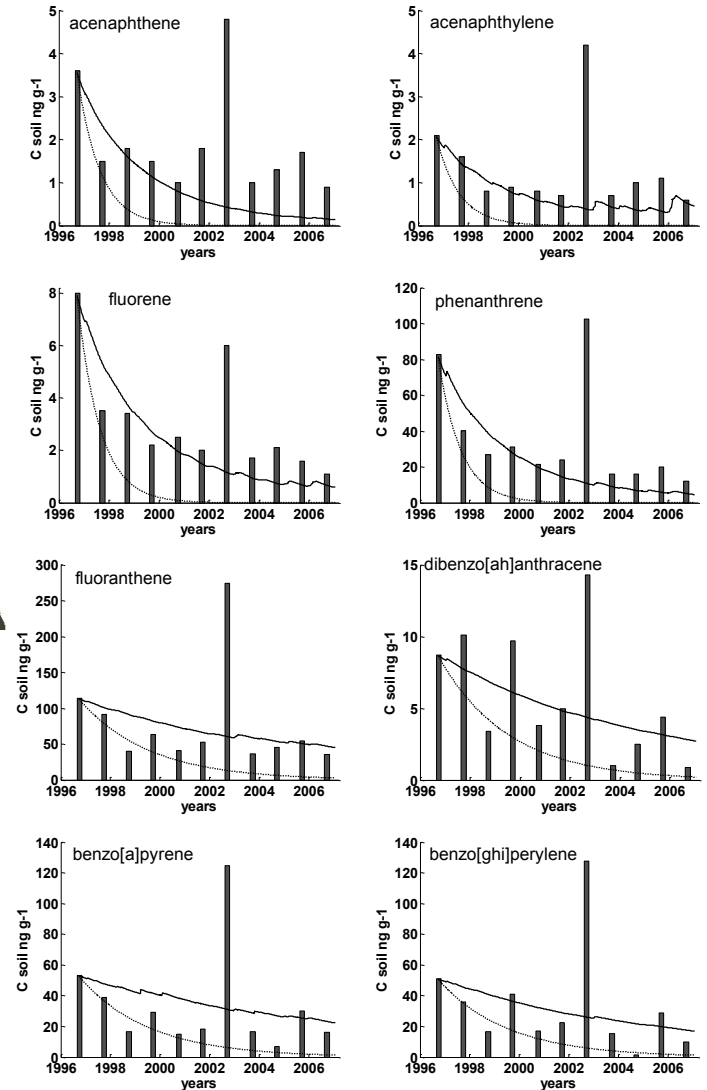 acenaphthene
C soil ng g-1
5
4
3
2
1
0
1996 1998 2000 2002 2004 2006
years
acenaphthylene
C soil ng g-1
5
4
3
2
1
0
1996 1998 2000 2002 2004 2006
years
fluorene
C soil ng g-1
8
6
4
2
0
1996 1998 2000 2002 2004 2006
years
phenanthrene
C soil ng g-1
120
100
80
60
40
20
0
1996 1998 2000 2002 2004 2006
years
fluoranthene
C soil ng g-1
300
250
200
150
100
50
0
1996 1998 2000 2002 2004 2006
years
dibenzo[ah]anthracene
C soil ng g-1
15
10
5
0
1996 1998 2000 2002 2004 2006
years
benzo[a]pyrene
C soil ng g-1
140
120
100
80
60
40
20
0
1996 1998 2000 2002 2004 2006
years
benzo[ghi]perylene
C soil ng g-1
140
120
100
80
60
40
20
0
1996 1998 2000 2002 2004 2006
years